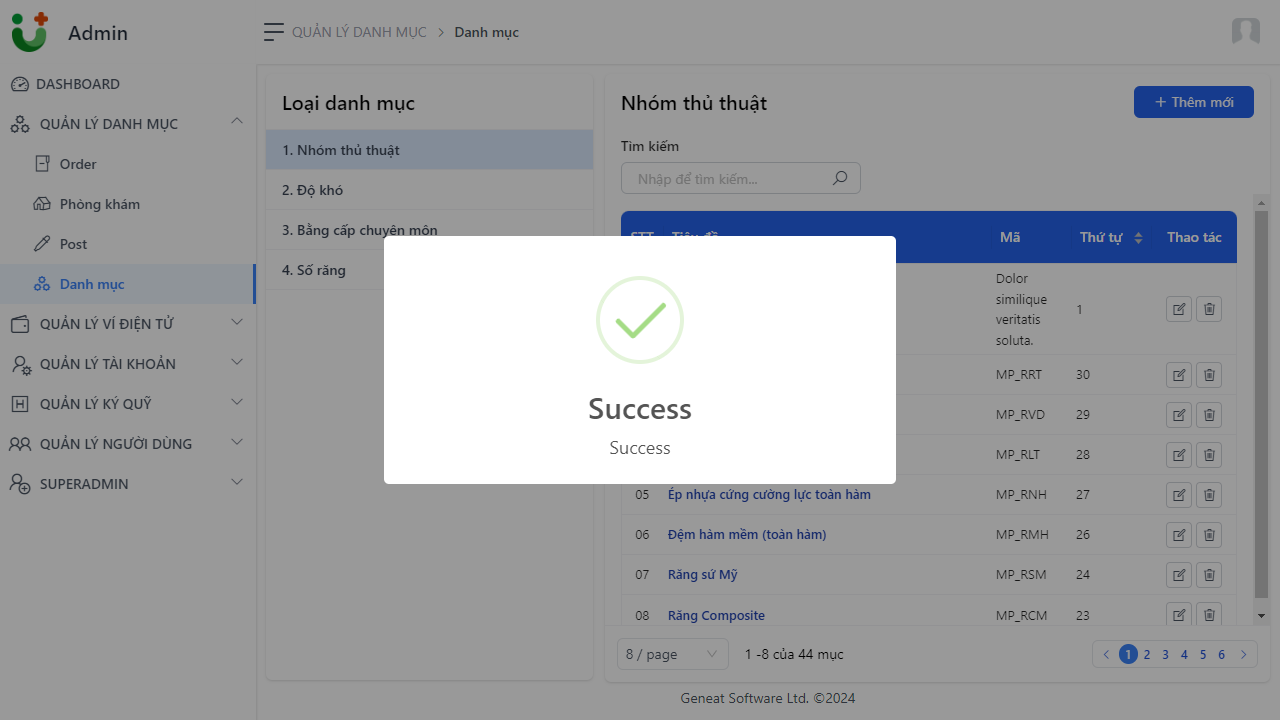 Admin
QUẢN LÝ DANH MỤC
Danh mục
DASHBOARD
QUẢN LÝ DANH MỤC
Order
Phòng khám
Post
Danh mục
QUẢN LÝ VÍ ĐIỆN TỬ
QUẢN LÝ TÀI KHOẢN
QUẢN LÝ KÝ QUỸ
QUẢN LÝ NGƯỜI DÙNG
SUPERADMIN
Loại danh mục
1. Nhóm thủ thuật
2. Độ khó
3. Bằng cấp chuyên môn
4. Số răng
Nhóm thủ thuật
Thêm mới
Tìm kiếm
Nhập để tìm kiếm...
STT Tiêu đề Mã Thứ tự Thao tác
Dolor similique veritatis soluta. 1
MP_RRT 30
MP_RVD 29
MP_RLT 28
05 Ép nhựa cứng cường lực toàn hàm MP_RNH 27
06 Đệm hàm mềm (toàn hàm) MP_RMH 26
07 Răng sứ Mỹ MP_RSM 24
08 Răng Composite MP_RCM 23
8 / page
1 -8 của 44 mục
1 2 3 4 5 6
Success
Success
Geneat Software Ltd. ©2024